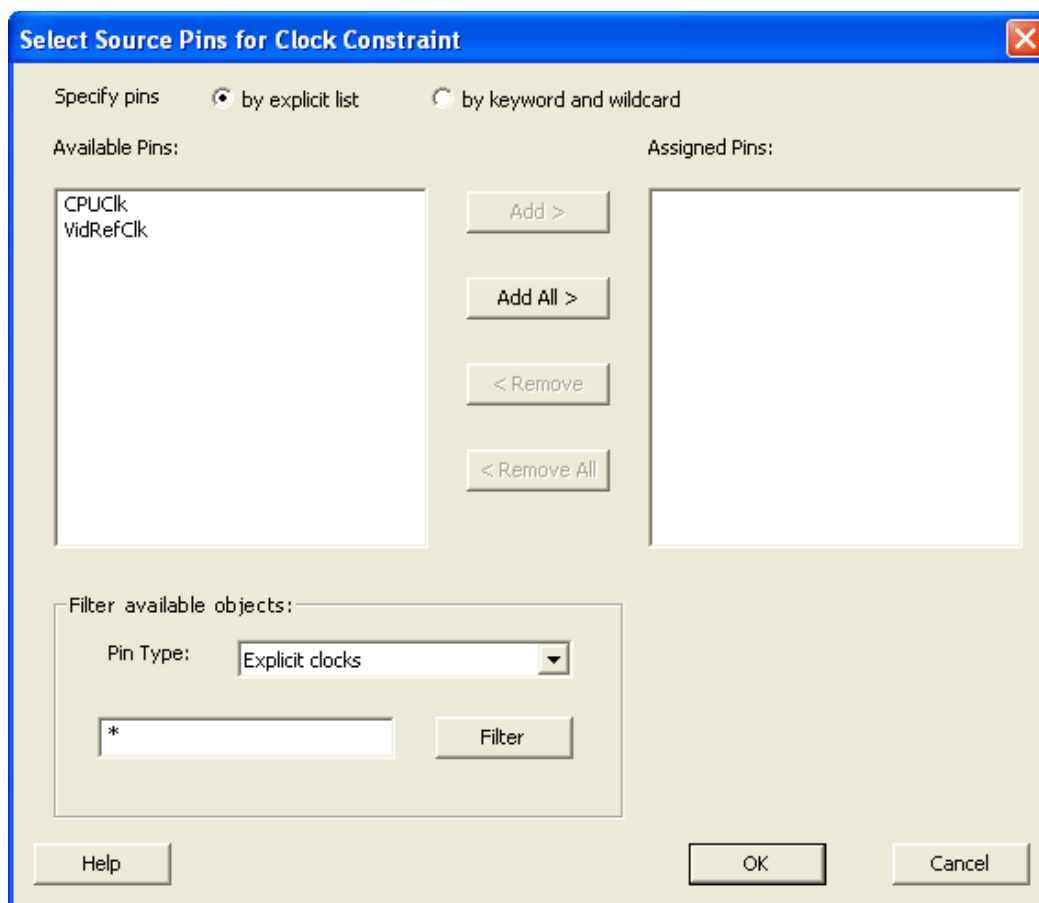 Select Source Pins for Clock Constraint
Specify pins by explicit list by keyword and wildcard
Available Pins: Assigned Pins:
CPUClk
VidRefClk
Add >
Add All >
< Remove
< Remove All
Filter available objects:
Pin Type: Explicit clocks
* Filter
Help OK Cancel